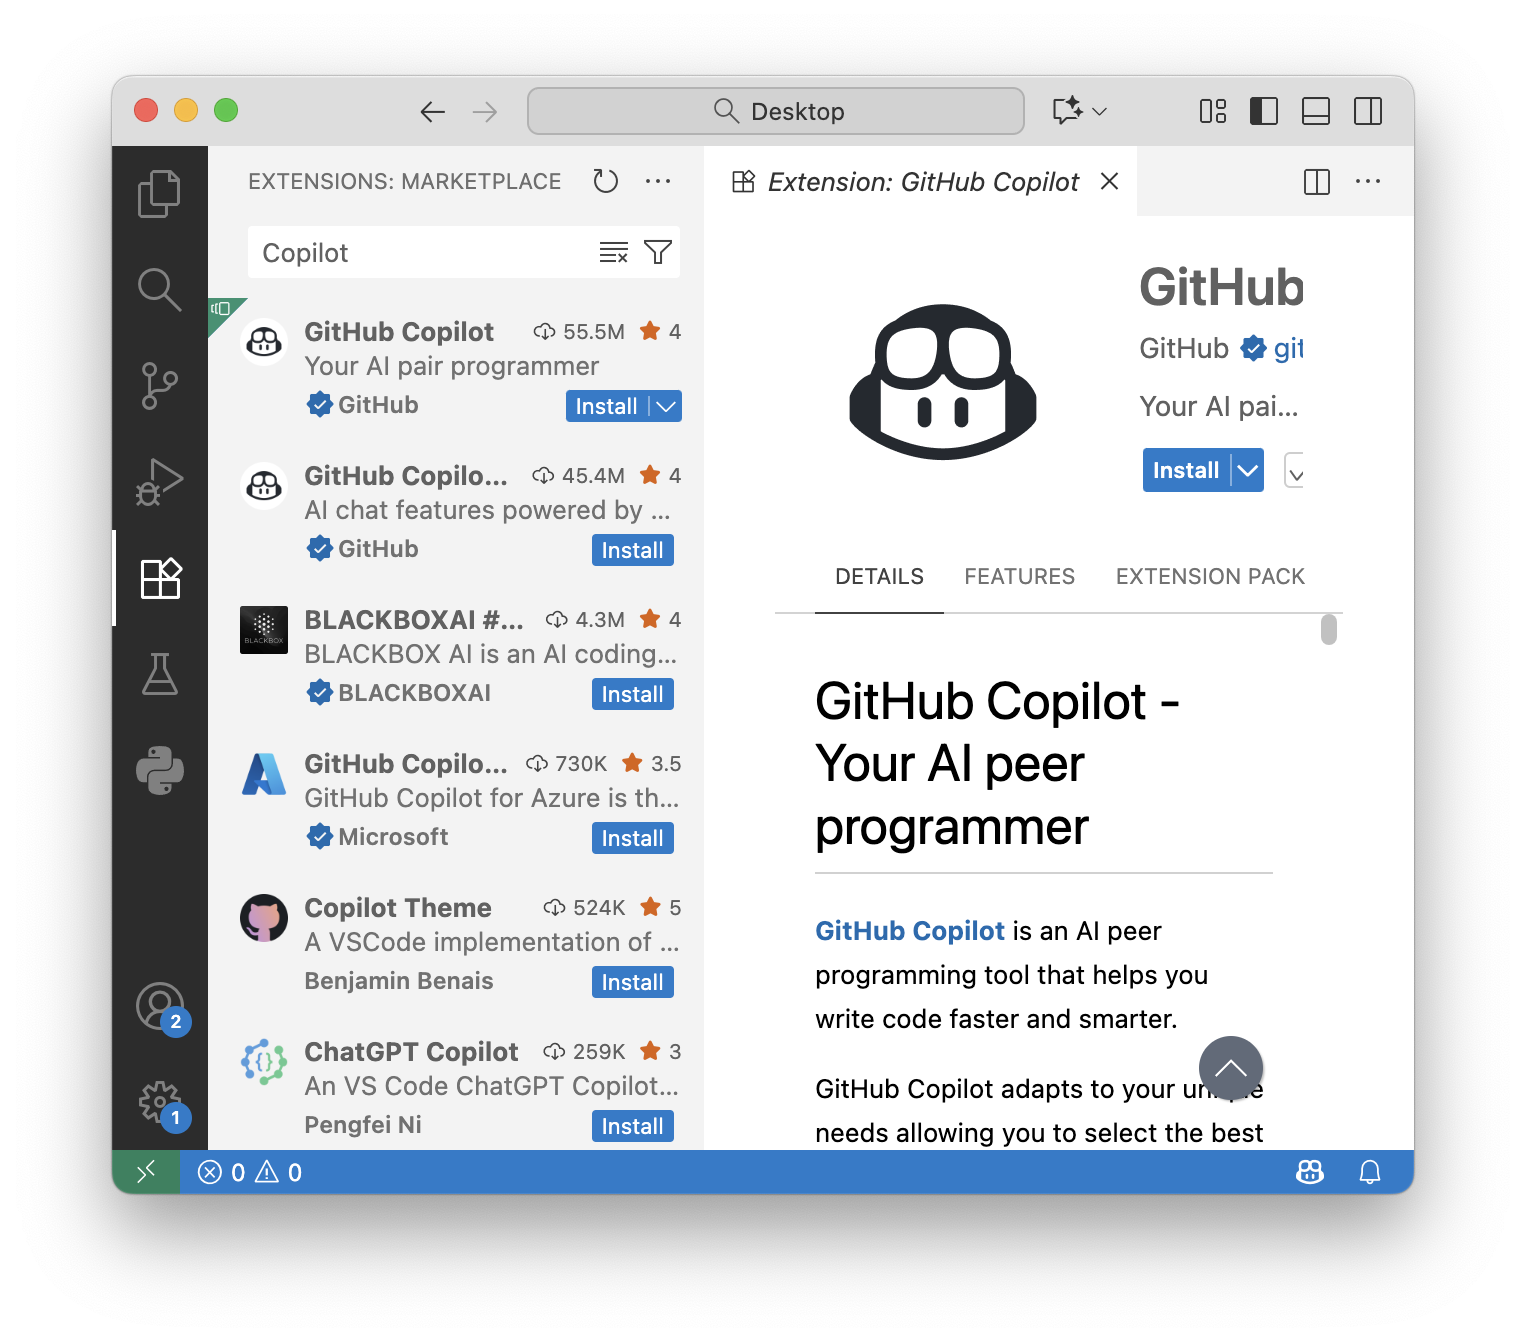 Desktop
EXTENSIONS: MARKETPLACE
Copilot
GitHub Copilot 55.5M 4
Your AI pair programmer
GitHub Install
GitHub Copilo... 45.4M 4
AI chat features powered by ...
GitHub Install
BLACKBOX
BLACKBOXAI #... 4.3M 4
BLACKBOX AI is an AI coding...
BLACKBOXAI Install
GitHub Copilo... 730K 3.5
GitHub Copilot for Azure is th...
Microsoft Install
Copilot Theme 524K 5
A VSCode implementation of ...
Benjamin Benais Install
ChatGPT Copilot 259K 3
An VS Code ChatGPT Copilot...
Pengfei Ni Install
2
1
Extension: GitHub Copilot
GitHub
GitHub git
Your AI pai...
Install
DETAILS FEATURES EXTENSION PACK
GitHub Copilot -
Your AI peer
programmer
GitHub Copilot is an AI peer
programming tool that helps you
write code faster and smarter.
GitHub Copilot adapts to your
needs allowing you to select the best
0 0